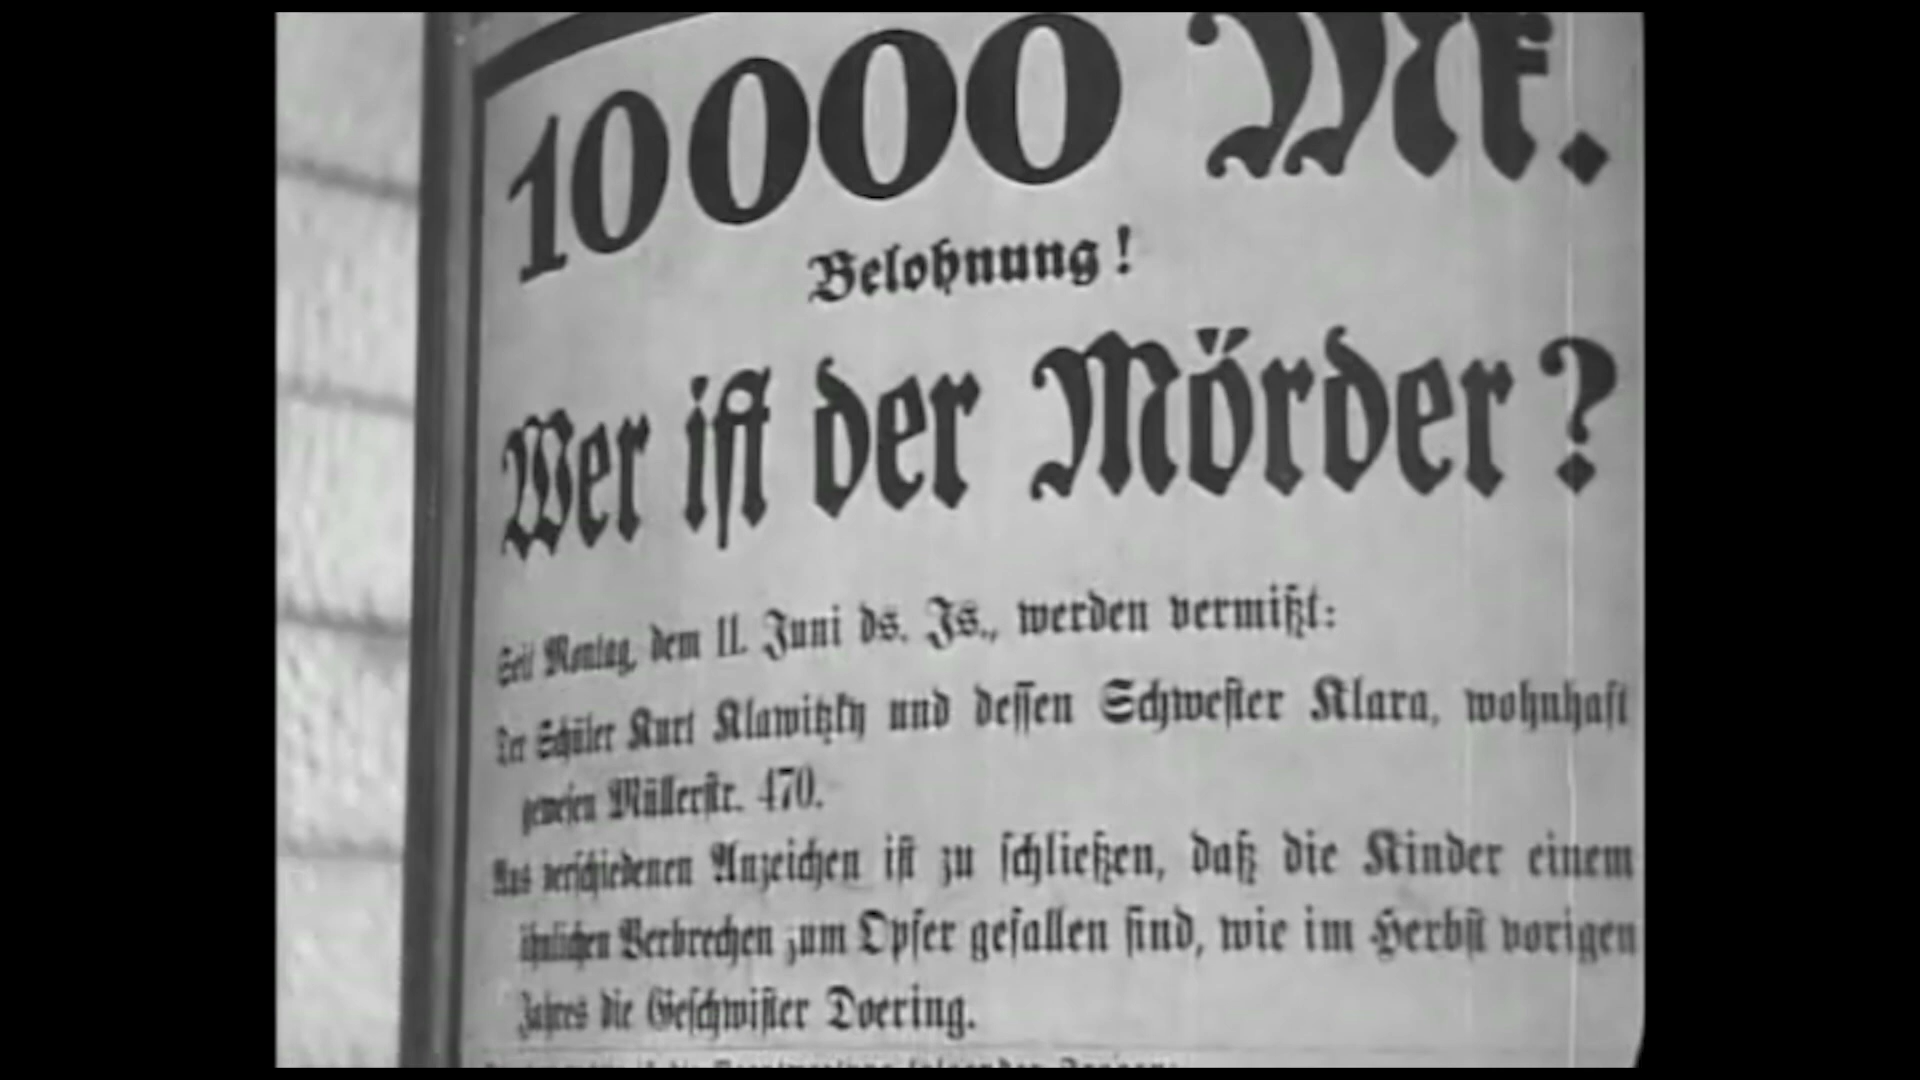 10000 Mk.
Belohnung!
Wer ist der Mörder?
Seit Montag, dem 11. Juni ds. Js., werden vermißt:
Der Schüler Kurt Klawitzky und dessen Schwester Klara, wohnhaft
gewesen Müllerstr. 470.
Aus verschiedenen Anzeichen ist zu schließen, daß die Kinder einem
ähnlichen Verbrechen zum Opfer gefallen sind, wie im Herbst vorigen
Jahres die Geschwister Doering.